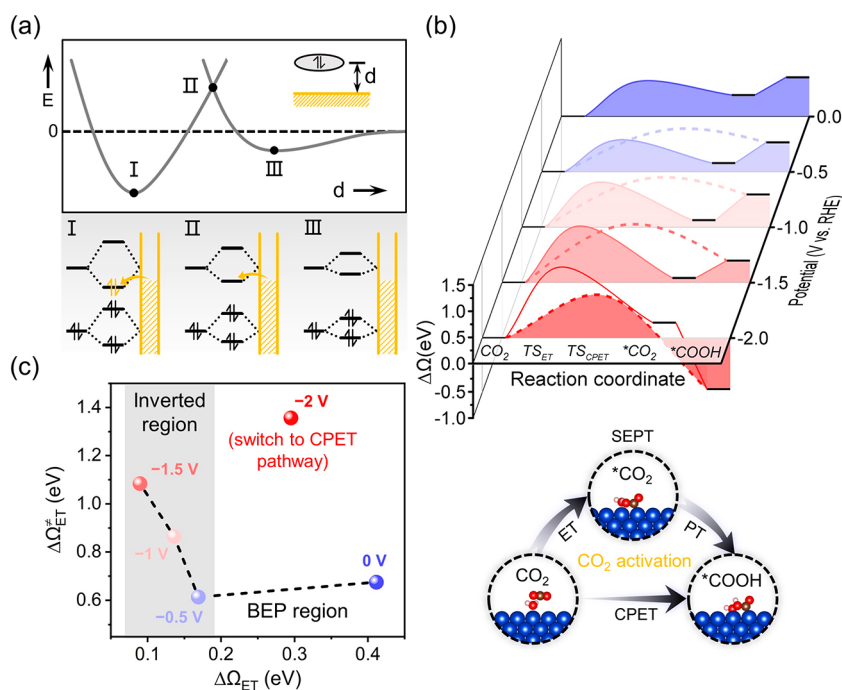 (a)
E
0
I
II
III
d
d
I
II
III
(b)
0.0
-0.5
-1.0
-1.5
-2.0
Potential (V vs. RHE)
1.5
1.0
0.5
0.0
-0.5
-1.0
ΔΩ(eV)
CO2 TSET TSCPET *CO2 *COOH
Reaction coordinate
(c)
Inverted
region
−2 V
(switch to CPET
pathway)
−1.5 V
−1 V
−0.5 V
0 V
BEP region
1.4
1.2
1.0
0.8
0.6
ΔΩ≠ET (eV)
0.1 0.2 0.3 0.4
ΔΩET (eV)
SEPT
*CO2
ET
PT
CO2 activation
CO2
*COOH
CPET